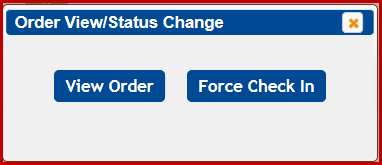 Order View/Status Change
View Order Force Check In